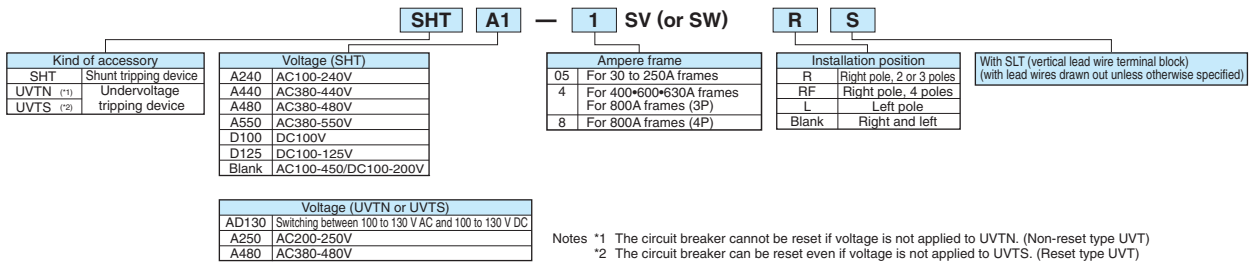 SHT A1 — 1 SV (or SW) R S
Kind of accessory
SHT Shunt tripping device
UVTN (*1) Undervoltage tripping device
UVTS (*2)
Voltage (SHT)
A240 AC100-240V
A440 AC380-440V
A480 AC380-480V
A550 AC380-550V
D100 DC100V
D125 DC100-125V
Blank AC100-450/DC100-200V
Ampere frame
05 For 30 to 250A frames
4 For 400•600•630A frames
For 800A frames (3P)
8 For 800A frames (4P)
Installation position
R Right pole, 2 or 3 poles
RF Right pole, 4 poles
L Left pole
Blank Right and left
With SLT (vertical lead wire terminal block)
(with lead wires drawn out unless otherwise specified)
Voltage (UVTN or UVTS)
AD130 Switching between 100 to 130 V AC and 100 to 130 V DC
A250 AC200-250V
A480 AC380-480V
Notes *1 The circuit breaker cannot be reset if voltage is not applied to UVTN. (Non-reset type UVT)
*2 The circuit breaker can be reset even if voltage is not applied to UVTS. (Reset type UVT)